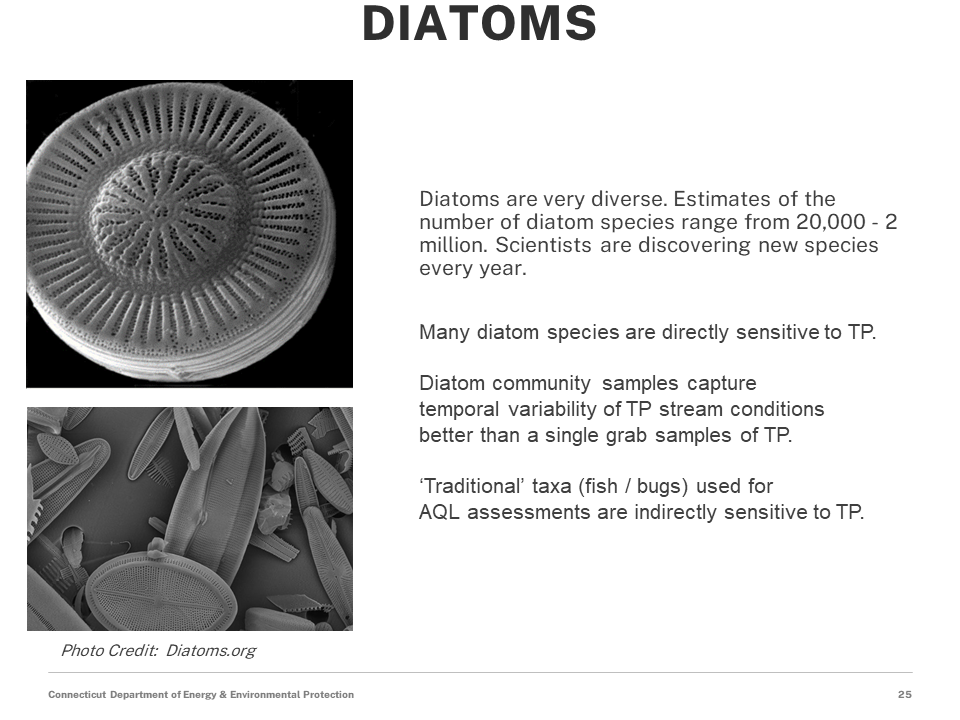 DIATOMS
Diatoms are very diverse. Estimates of the
number of diatom species range from 20,000 - 2
million. Scientists are discovering new species
every year.
Many diatom species are directly sensitive to TP.
Diatom community samples capture
temporal variability of TP stream conditions
better than a single grab samples of TP.
‘Traditional’ taxa (fish / bugs) used for
AQL assessments are indirectly sensitive to TP.
Photo Credit: Diatoms.org
Connecticut Department of Energy & Environmental Protection
25